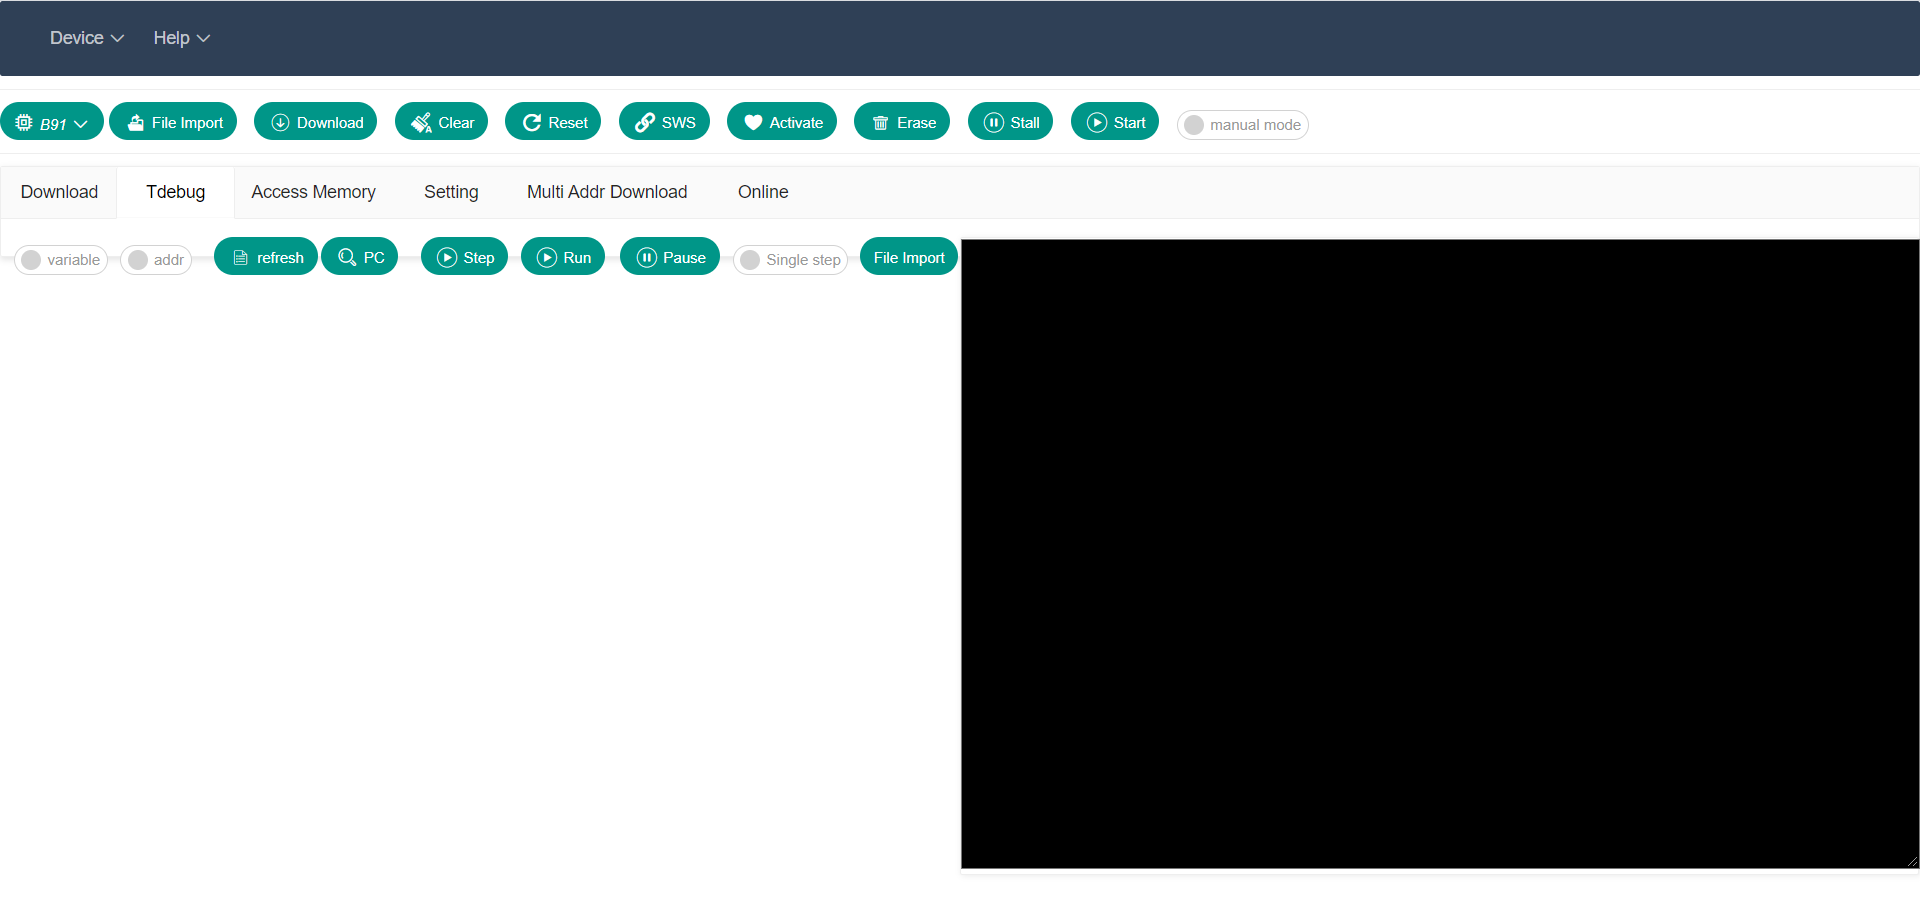 Device Help
B91 File Import Download Clear Reset SWS Activate Erase Stall Start manual mode
Download Tdebug Access Memory Setting Multi Addr Download Online
variable addr refresh PC Step Run Pause Single step File Import